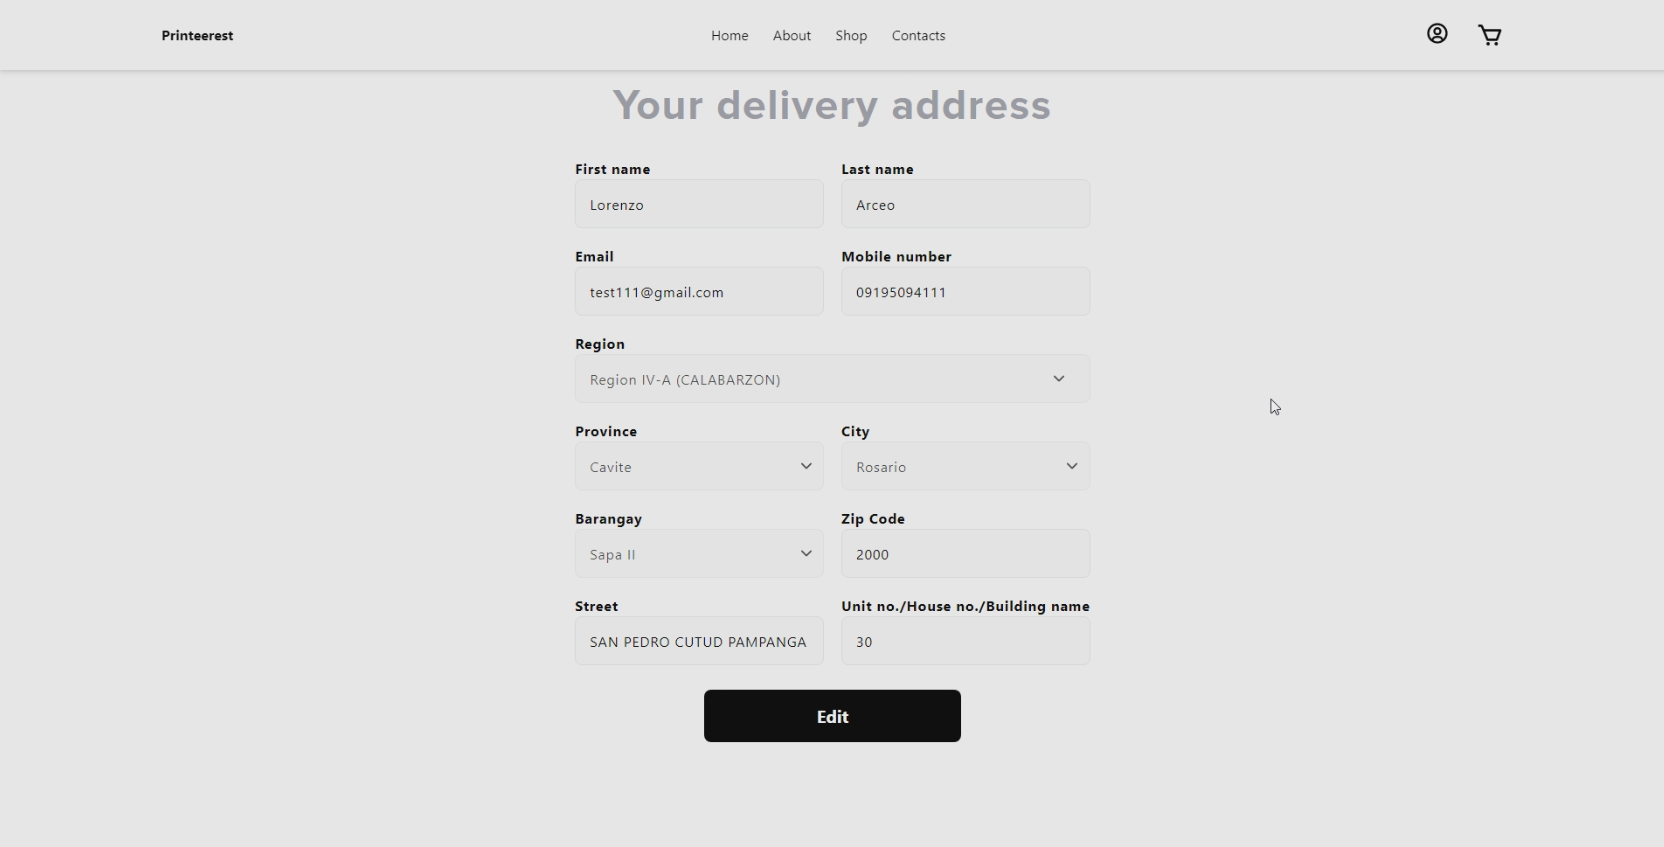 Printeerest
Home About Shop Contacts
Your delivery address
First name Last name
Lorenzo Arceo
Email Mobile number
test111@gmail.com 09195094111
Region
Region IV-A (CALABARZON)
Province City
Cavite Rosario
Barangay Zip Code
Sapa II 2000
Street Unit no./House no./Building name
SAN PEDRO CUTUD PAMPANGA 30
Edit